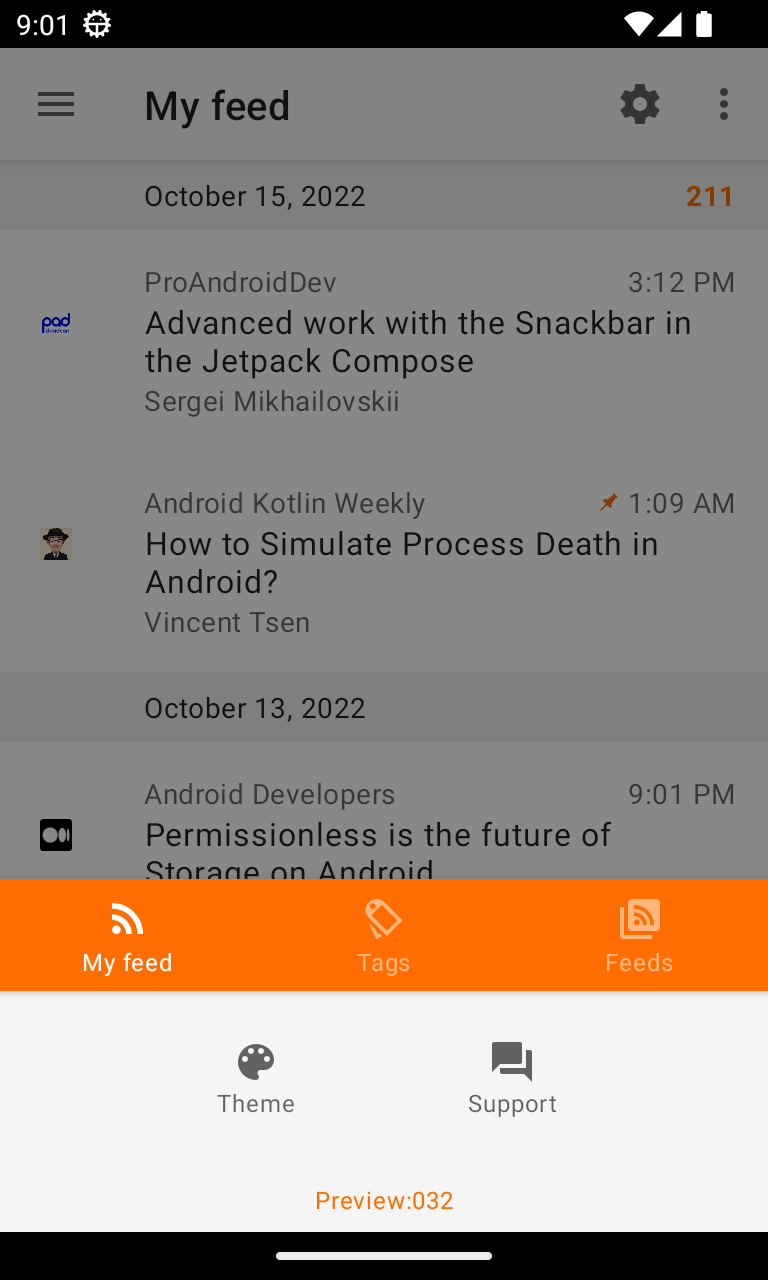 9:01
My feed
October 15, 2022 211
ProAndroidDev 3:12 PM
pad
droidcon
Advanced work with the Snackbar in
the Jetpack Compose
Sergei Mikhailovskii
Android Kotlin Weekly 1:09 AM
How to Simulate Process Death in
Android?
Vincent Tsen
October 13, 2022
Android Developers 9:01 PM
Permissionless is the future of
Storage on Android
My feed Tags Feeds
Theme Support
Preview:032